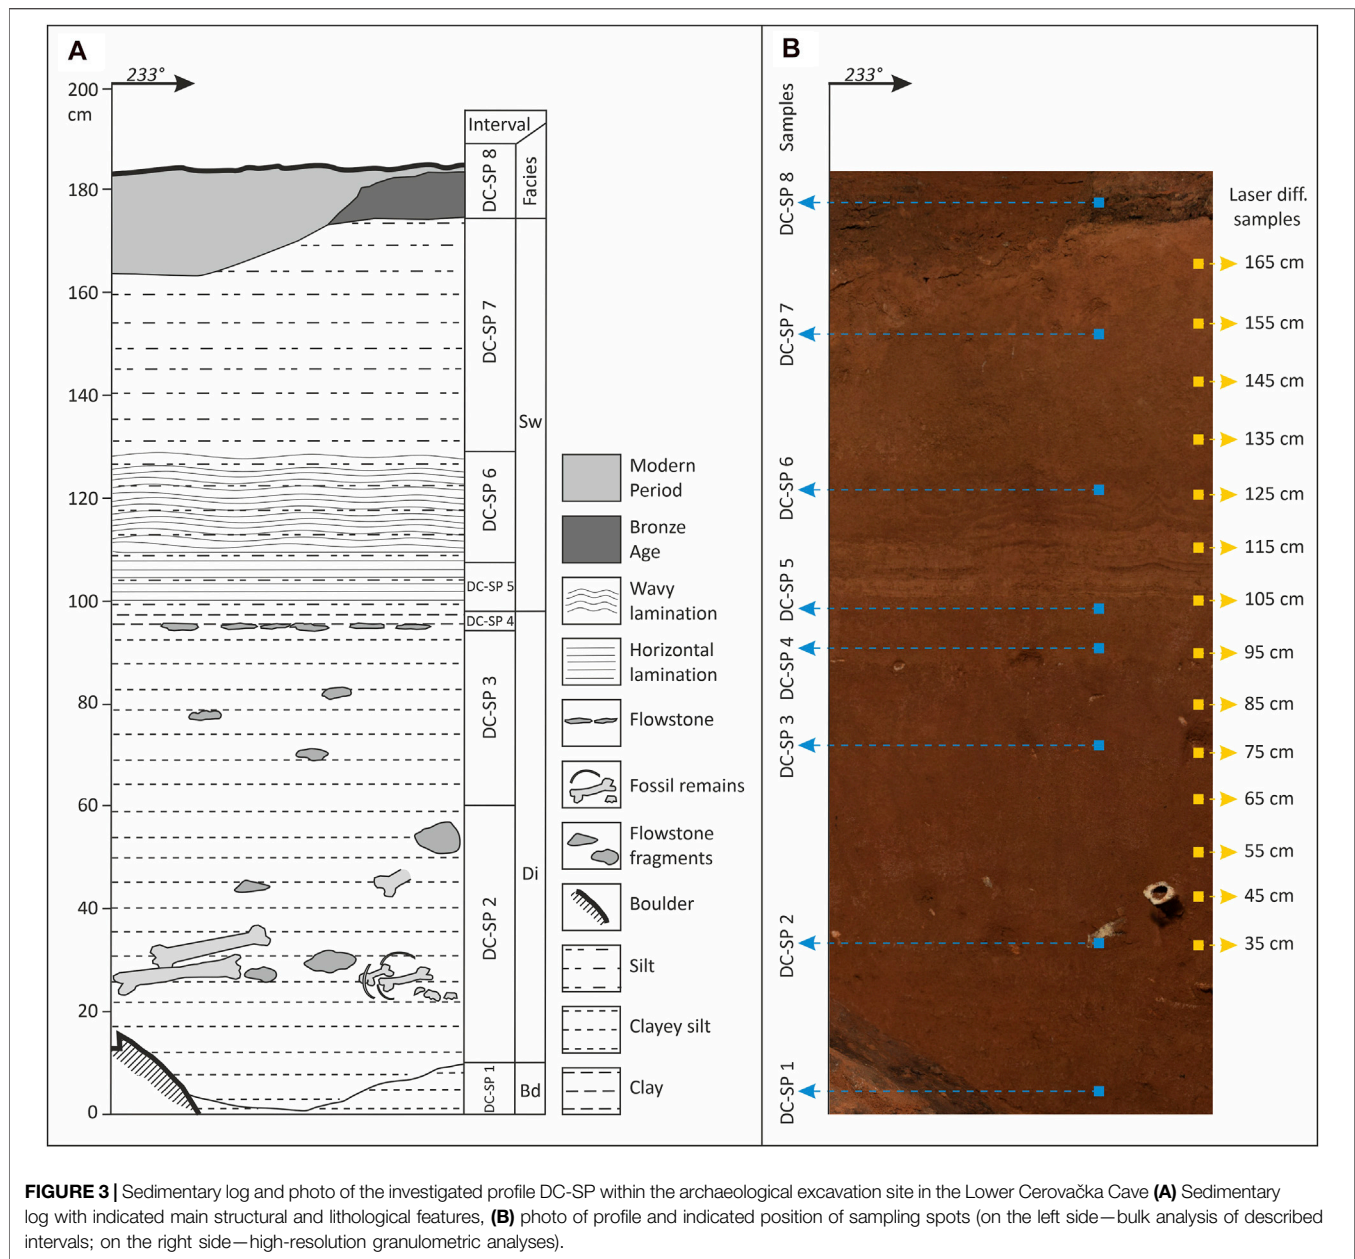 A
233°
200
cm
180
160
140
120
100
80
60
40
20
0
Interval
Facies
DC-SP 8
DC-SP 7
DC-SP 6
DC-SP 5
DC-SP 4
DC-SP 3
DC-SP 2
DC-SP 1
Sw
Di
Bd
Modern
Period
Bronze
Age
Wavy
lamination
Horizontal
lamination
Flowstone
Fossil remains
Flowstone
fragments
Boulder
Silt
Clayey silt
Clay
B
233°
Samples
DC-SP 8
DC-SP 7
DC-SP 6
DC-SP 5
DC-SP 4
DC-SP 3
DC-SP 2
DC-SP 1
Laser diff.
samples
165 cm
155 cm
145 cm
135 cm
125 cm
115 cm
105 cm
95 cm
85 cm
75 cm
65 cm
55 cm
45 cm
35 cm
FIGURE 3 | Sedimentary log and photo of the investigated profile DC-SP within the archaeological excavation site in the Lower Cerovačka Cave (A) Sedimentary
log with indicated main structural and lithological features, (B) photo of profile and indicated position of sampling spots (on the left side—bulk analysis of described
intervals; on the right side—high-resolution granulometric analyses).